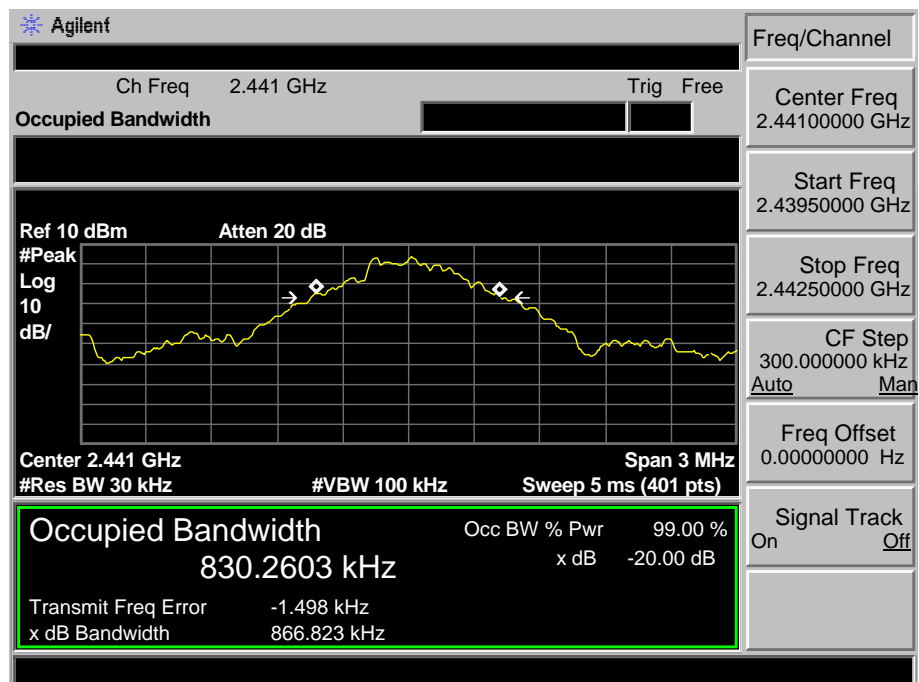 Agilent
Freq/Channel
Ch Freq 2.441 GHz Trig Free
Occupied Bandwidth
Center Freq
2.44100000 GHz
Start Freq
2.43950000 GHz
Stop Freq
2.44250000 GHz
CF Step
300.000000 kHz
Auto Man
Freq Offset
0.00000000 Hz
Signal Track
On Off
Ref 10 dBm Atten 20 dB
#Peak
Log
10
dB/
Center 2.441 GHz Span 3 MHz
#Res BW 30 kHz #VBW 100 kHz Sweep 5 ms (401 pts)
Occupied Bandwidth Occ BW % Pwr 99.00 %
830.2603 kHz x dB -20.00 dB
Transmit Freq Error -1.498 kHz
x dB Bandwidth 866.823 kHz